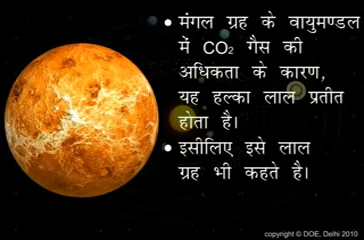 • मंगल ग्रह के वायुमण्डल
में CO₂ गैस की
अधिकता के कारण,
यह हल्का लाल प्रतीत
होता है।
• इसीलिए इसे लाल
ग्रह भी कहते है।
copyright © DOE, Delhi 2010